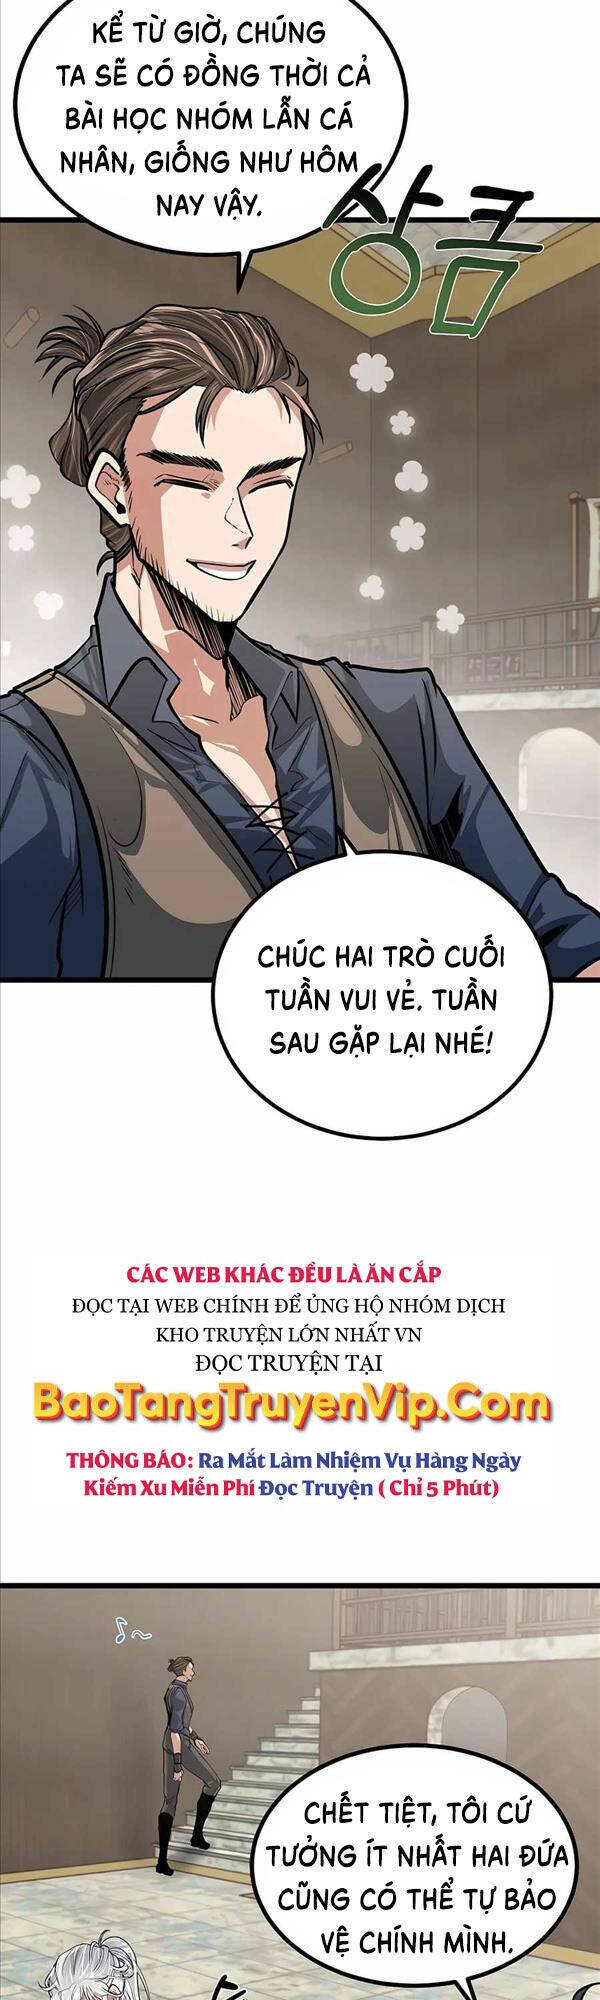 KỂ TỪ GIỜ, CHÚNG
TA SẼ CÓ ĐỒNG THỜI CẢ
BÀI HỌC NHÓM LẪN CÁ
NHÂN, GIỐNG NHƯ HÔM
NAY VẬY.
상큼
CHÚC HAI TRÒ CUỐI
TUẦN VUI VẺ. TUẦN
SAU GẶP LẠI NHÉ!
CÁC WEB KHÁC ĐỀU LÀ ĂN CẮP
ĐỌC TẠI WEB CHÍNH ĐỂ ỦNG HỘ NHÓM DỊCH
KHO TRUYỆN LỚN NHẤT VN
ĐỌC TRUYỆN TẠI
BaoTangTruyenVip.Com
THÔNG BÁO: Ra Mắt Làm Nhiệm Vụ Hàng Ngày
Kiếm Xu Miễn Phí Đọc Truyện ( Chỉ 5 Phút)
CHẾT TIỆT, TÔI CỨ
TƯỞNG ÍT NHẤT HAI ĐỨA
CŨNG CÓ THỂ TỰ BẢO
VỆ CHÍNH MÌNH.